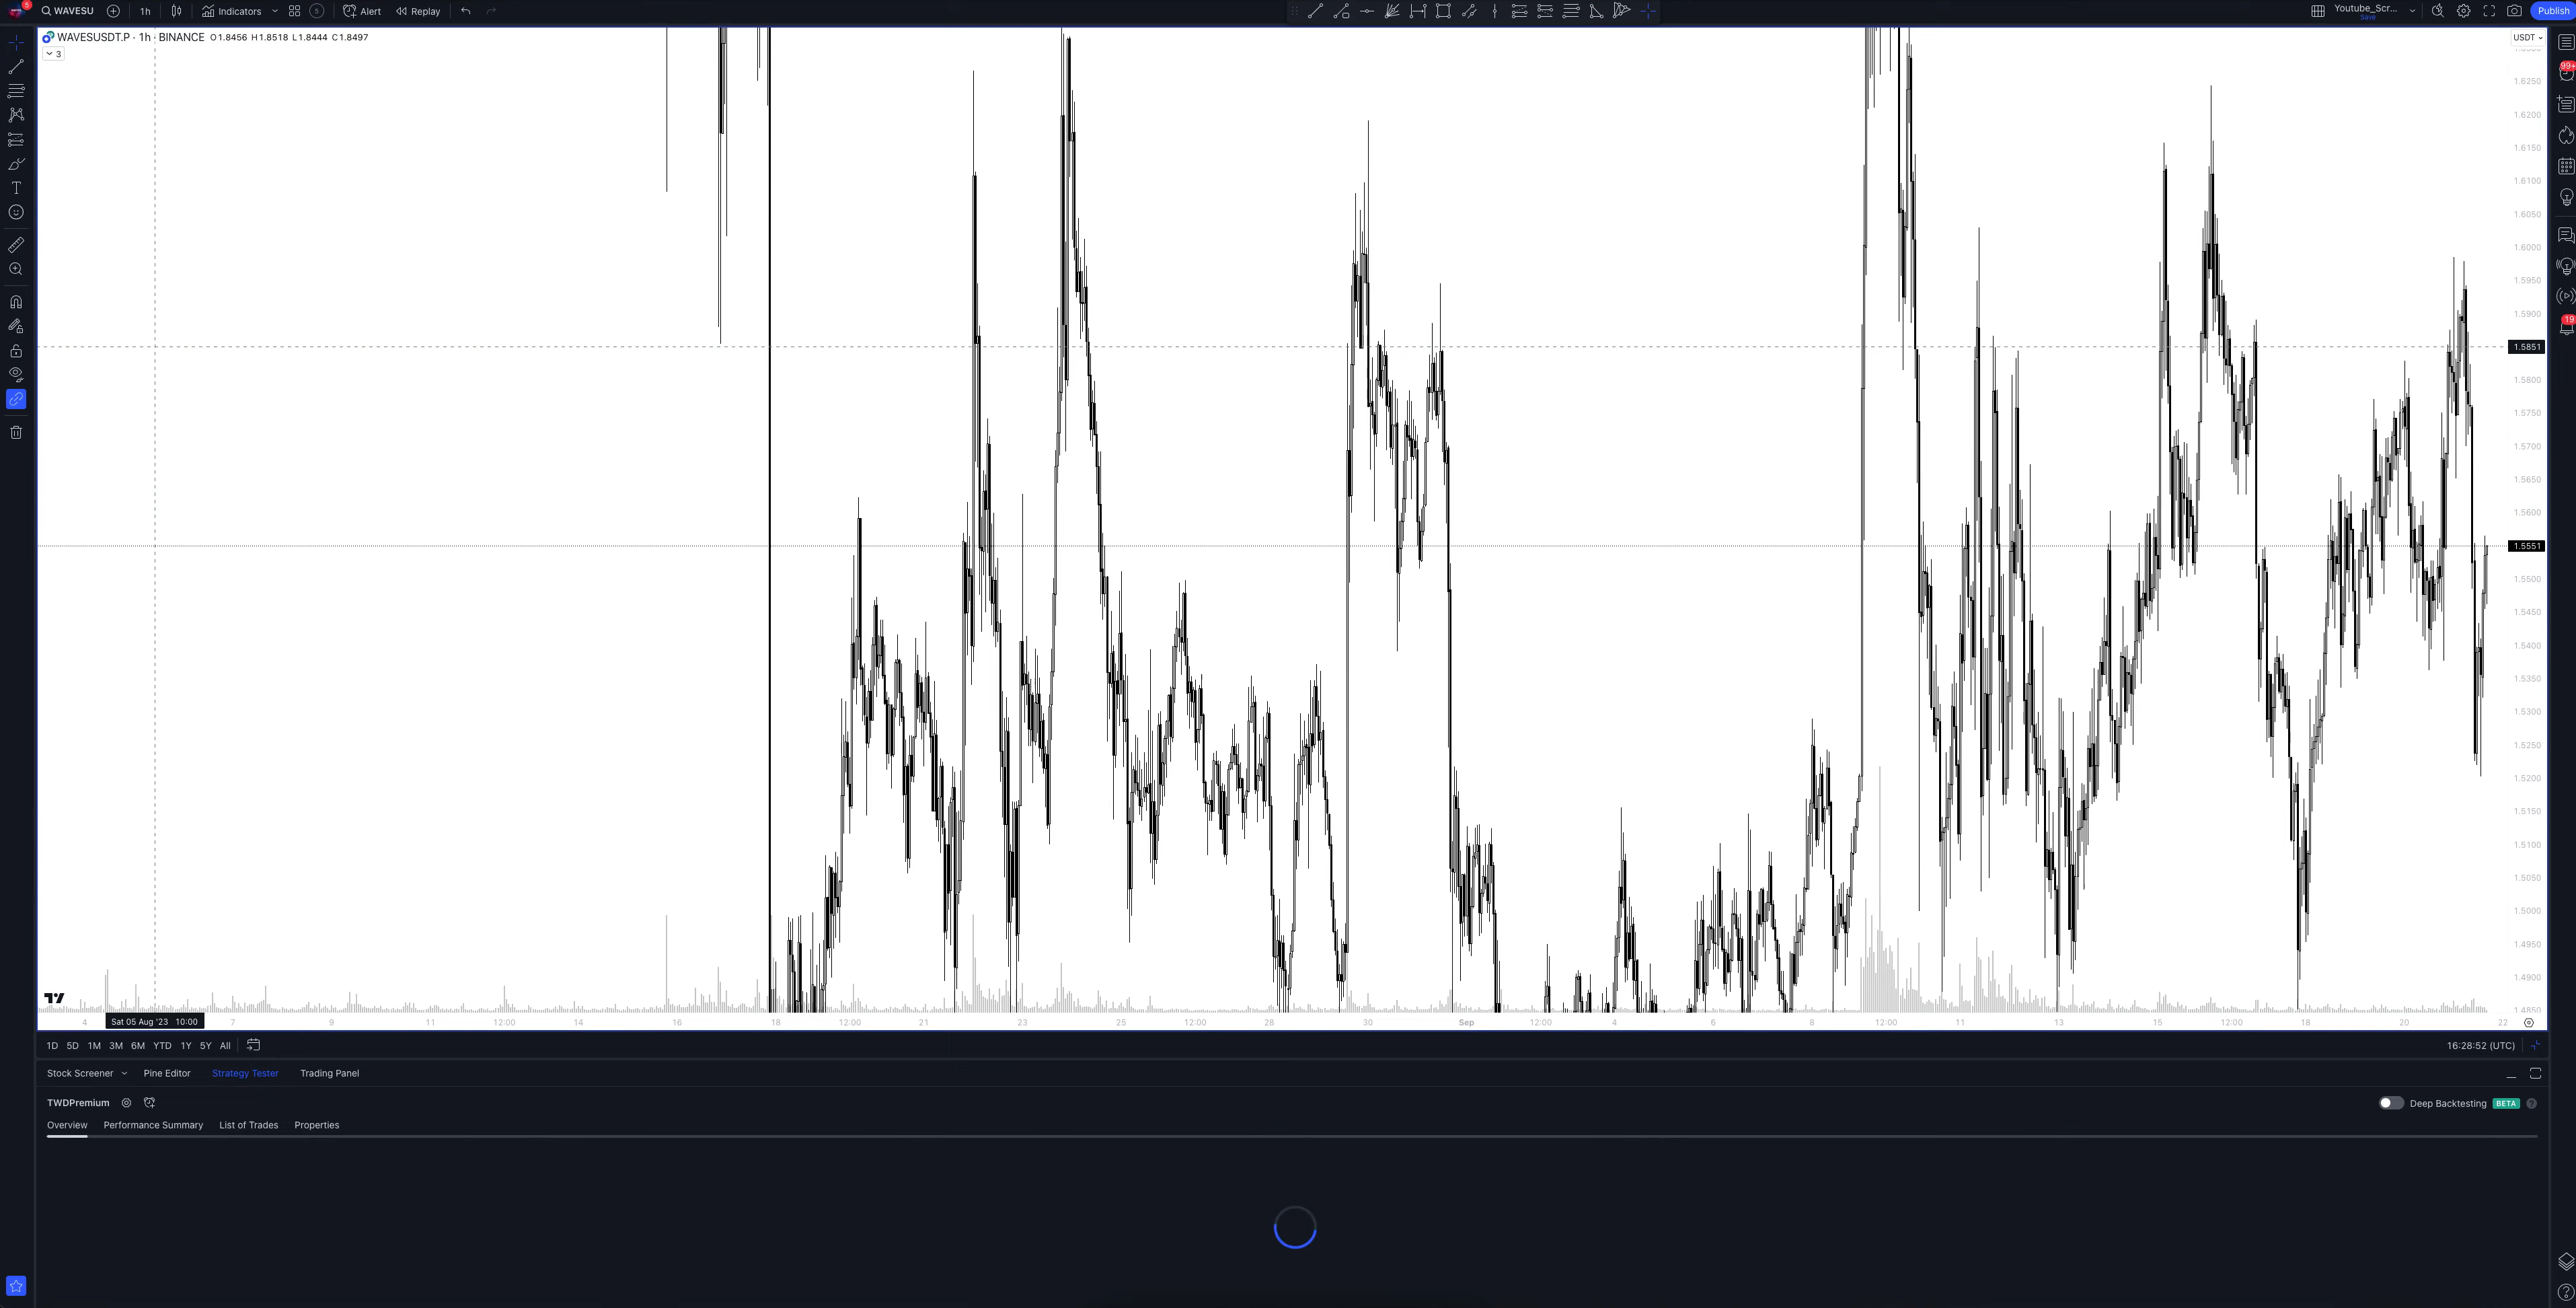 5
WAVESU
1h
Indicators
5
Alert
Replay
Youtube_Scr...
Save
Publish
WAVESUSDT.P · 1h · BINANCE O1.8456 H1.8518 L1.8444 C1.8497
3
USDT
1.6250
1.6200
1.6150
1.6100
1.6050
1.6000
1.5950
1.5900
1.5851
1.5800
1.5750
1.5700
1.5650
1.5600
1.5551
1.5500
1.5450
1.5400
1.5350
1.5300
1.5250
1.5200
1.5150
1.5100
1.5050
1.5000
1.4950
1.4900
1.4850
99+
19
4 Sat 05 Aug '23 10:00 7 9 11 12:00 14 16 18 12:00 21 23 25 12:00 28 30 Sep 12:00 4 6 8 12:00 11 13 15 12:00 18 20 22
1D 5D 1M 3M 6M YTD 1Y 5Y All
16:28:52 (UTC)
Stock Screener Pine Editor Strategy Tester Trading Panel
TWDPremium
Deep Backtesting BETA
Overview Performance Summary List of Trades Properties